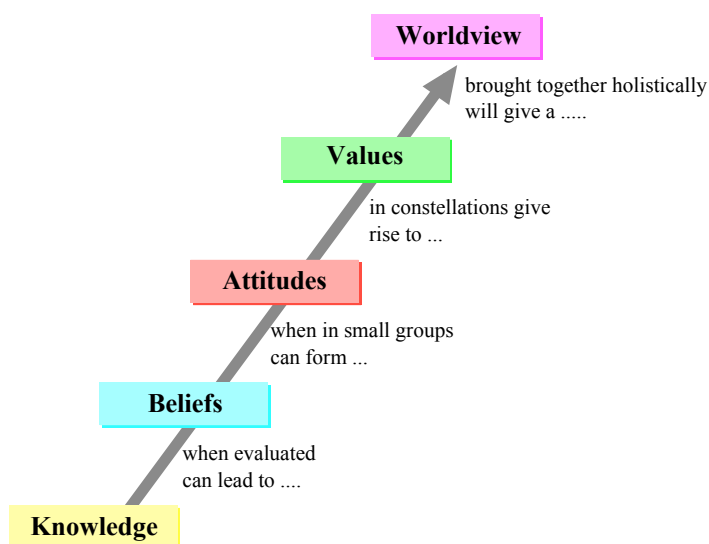 Worldview
brought together holistically
will give a .....
Values
in constellations give
rise to ...
Attitudes
when in small groups
can form ...
Beliefs
when evaluated
can lead to ....
Knowledge